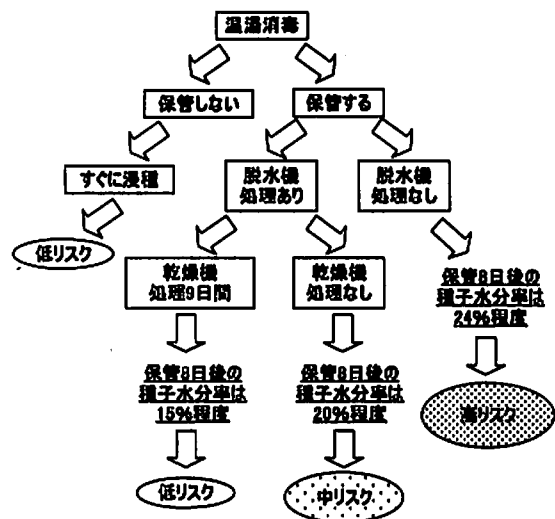 温湯消毒
保管しない
保管する
すぐに浸種
脱水機
処理あり
脱水機
処理なし
低リスク
乾燥機
処理9日間
乾燥機
処理なし
保管8日後の
種子水分率は
24%程度
保管8日後の
種子水分率は
15%程度
保管8日後の
種子水分率は
20%程度
高リスク
低リスク
中リスク